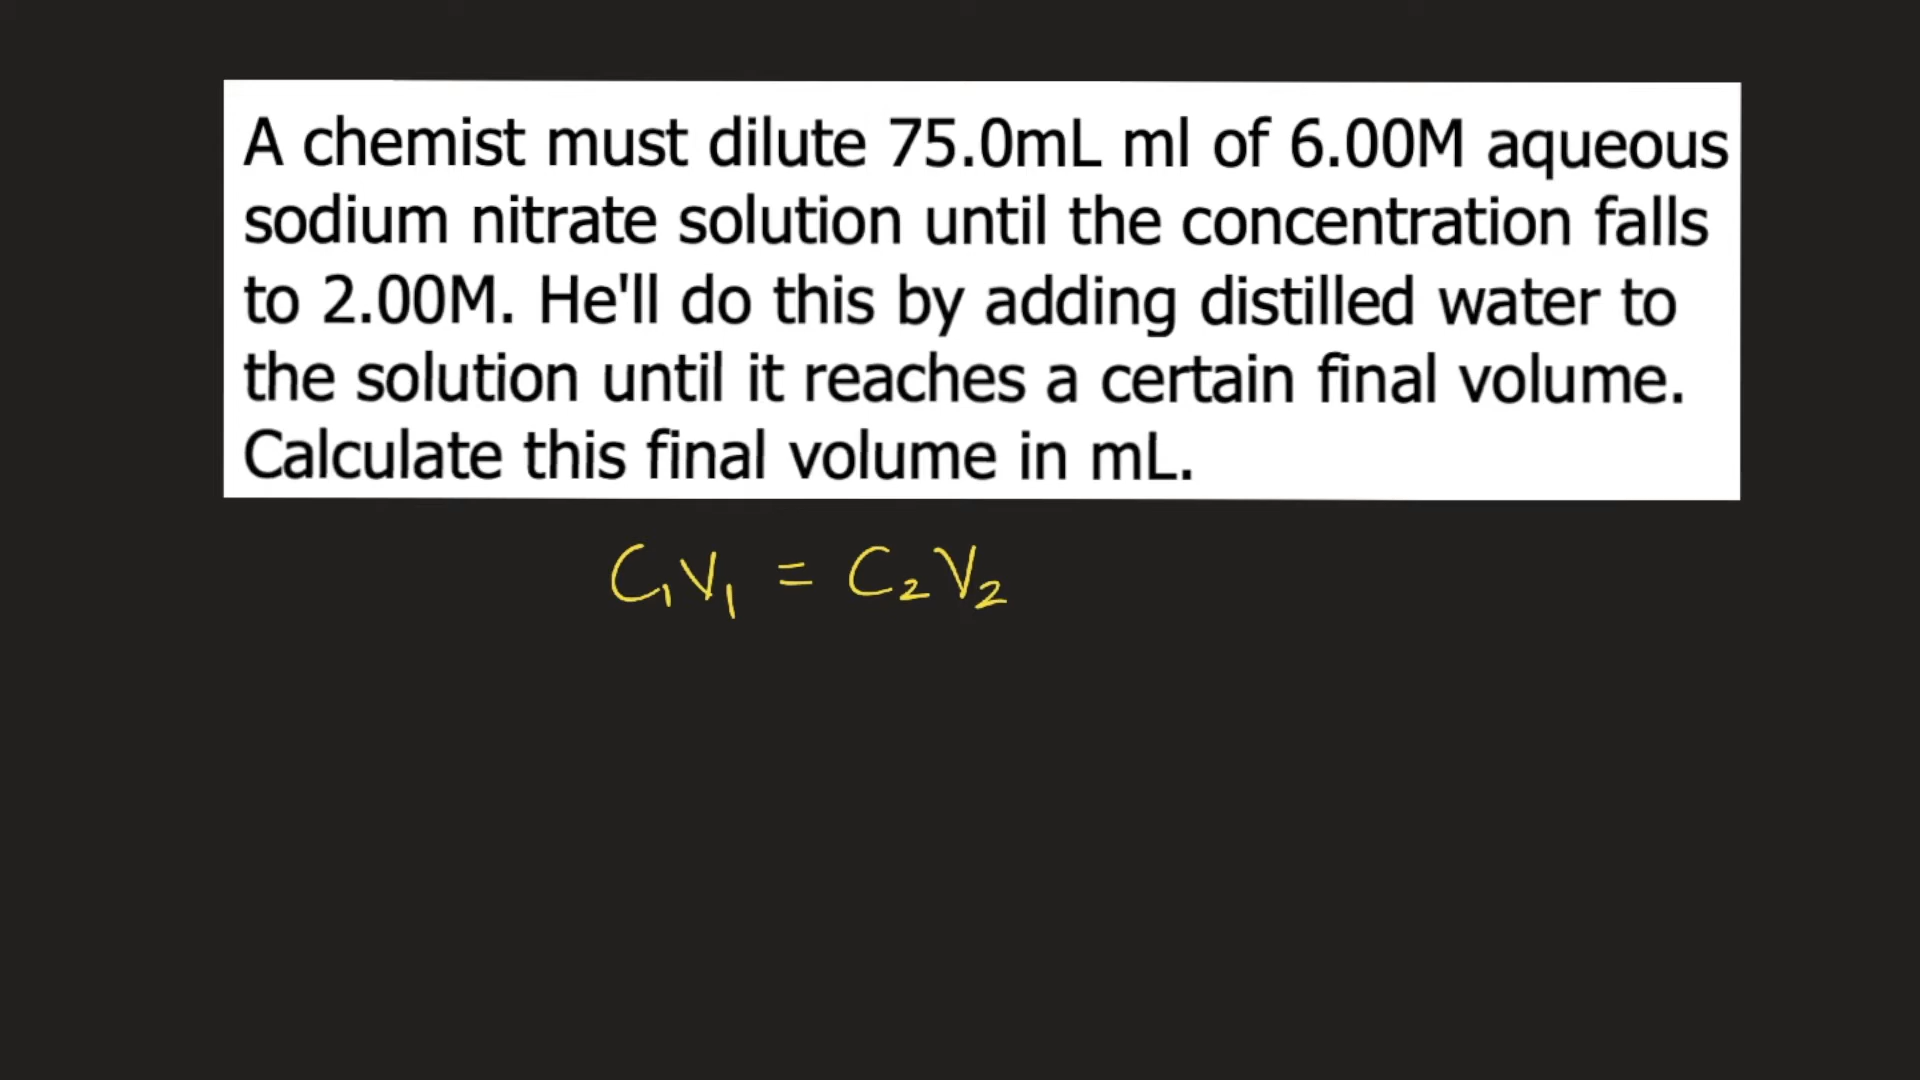 A chemist must dilute 75.0mL ml of 6.00M aqueous
sodium nitrate solution until the concentration falls
to 2.00M. He'll do this by adding distilled water to
the solution until it reaches a certain final volume.
Calculate this final volume in mL.
C₁V₁ = C₂V₂